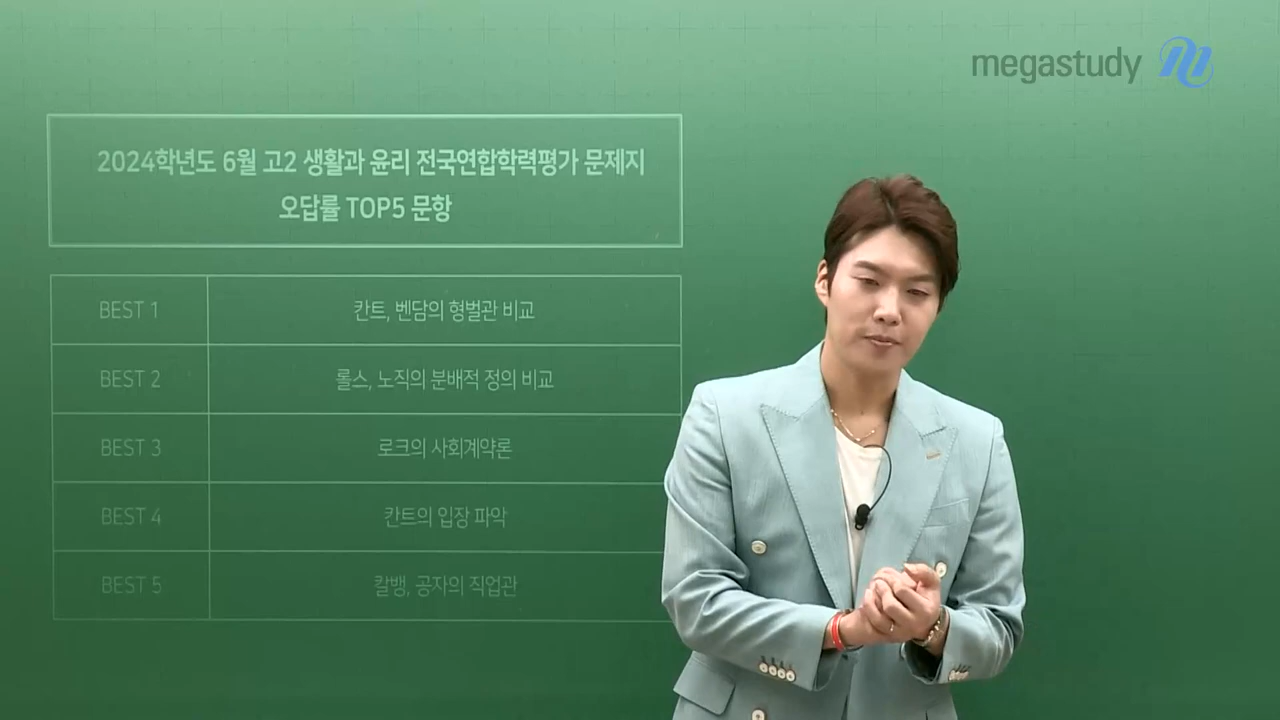 megastudy
2024학년도 6월 고2 생활과 윤리 전국연합학력평가 문제지
오답률 TOP5 문항
BEST 1 칸트, 벤담의 형벌관 비교
BEST 2 롤스, 노직의 분배적 정의 비교
BEST 3 로크의 사회계약론
BEST 4 칸트의 입장 파악
BEST 5 칼뱅, 공자의 직업관